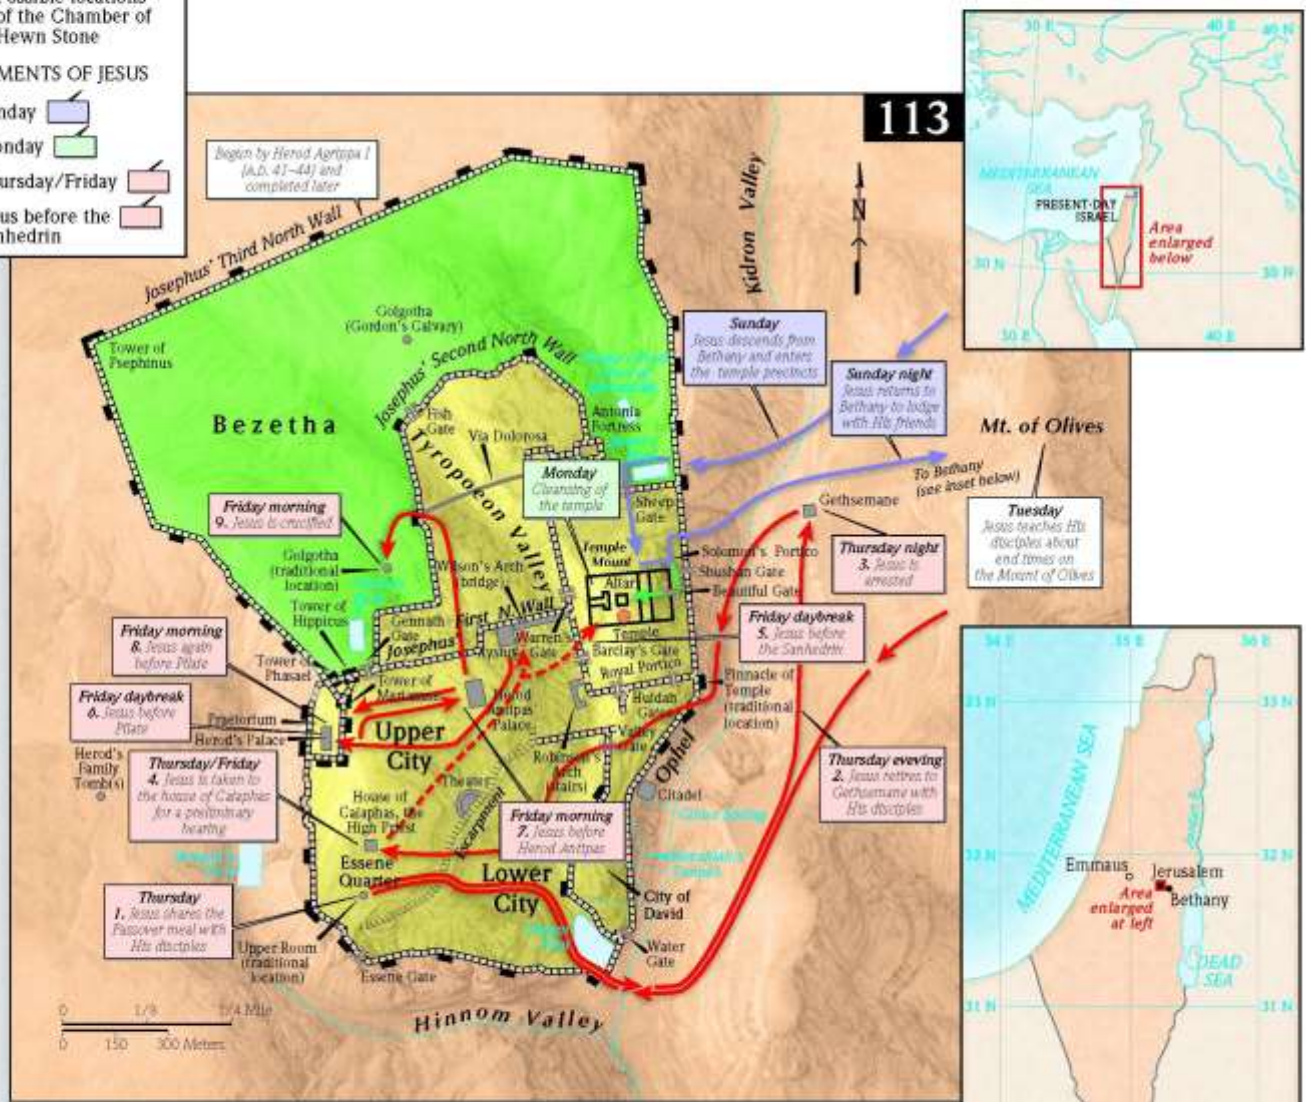 of the Chamber of
Hewn Stone
MENTS OF JESUS
nday
onday
ursday/Friday
us before the
nhedrin
113
Begun by Herod Agrippa I
(A.D. 41–44) and
completed later
Josephus' Third North Wall
Kidron Valley
N
30 E
40 E
40 N
MEDITERRANEAN
SEA
PRESENT-DAY
ISRAEL
Area
enlarged
below
30 N
30 N
30 E
40 E
Tower of
Psephinus
Golgotha
(Gordon's Calvary)
Josephus' Second North Wall
Bezetha
Fish
Gate
Via Dolorosa
Antonia
Fortress
Tyropoeon Valley
Sunday
Jesus descends from
Bethany and enters
the temple precincts
Sunday night
Jesus returns to
Bethany to lodge
with His friends
Mt. of Olives
To Bethany
(see inset below)
Monday
Cleansing of
the temple
Sheep
Gate
Gethsemane
Tuesday
Jesus teaches His
disciples about
end times on
the Mount of Olives
Friday morning
9. Jesus is crucified
Golgotha
(traditional
location)
Tower of
Hippicus
Wilson's Arch
(bridge)
Temple
Mount
Altar
Solomon's Portico
Shushan Gate
Beautiful Gate
Thursday night
3. Jesus is
arrested
Gennath
Gate
Josephus' First N. Wall
Warren's
Gate
Temple
Barclay's Gate
Royal Portico
Friday daybreak
5. Jesus before
the Sanhedrin
Friday morning
8. Jesus again
before Pilate
Tower of
Phasael
Tower of
Friday daybreak
6. Jesus before
Pilate
Praetorium
Herod's Palace
Herod
Antipas
Palace
Huldah
Pinnacle of
Temple
(traditional
location)
Upper
City
Valley
Robinson's
Arch
(stairs)
Ophel
Herod's
Family
Tomb(s)
Thursday/Friday
4. Jesus is taken to
the house of Caiaphas
for a preliminary
hearing
Theater
Citadel
Thursday evening
2. Jesus retires to
Gethsemane with
His disciples
House of
Caiaphas, the
High Priest
Escarpment
Friday morning
7. Jesus before
Herod Antipas
Essene
Quarter
Lower
City
City of
David
Thursday
1. Jesus shares the
Passover meal with
His disciples
Upper Room
(traditional
location)
Essene Gate
Water
Gate
Hinnom Valley
0 1/8 1/4 Mile
0 150 300 Meters
34 E
35 E
36 E
33 N
33 N
MEDITERRANEAN SEA
32 N
32 N
Emmaus
Jerusalem
Area
enlarged
at left
Bethany
DEAD
SEA
31 N
31 N